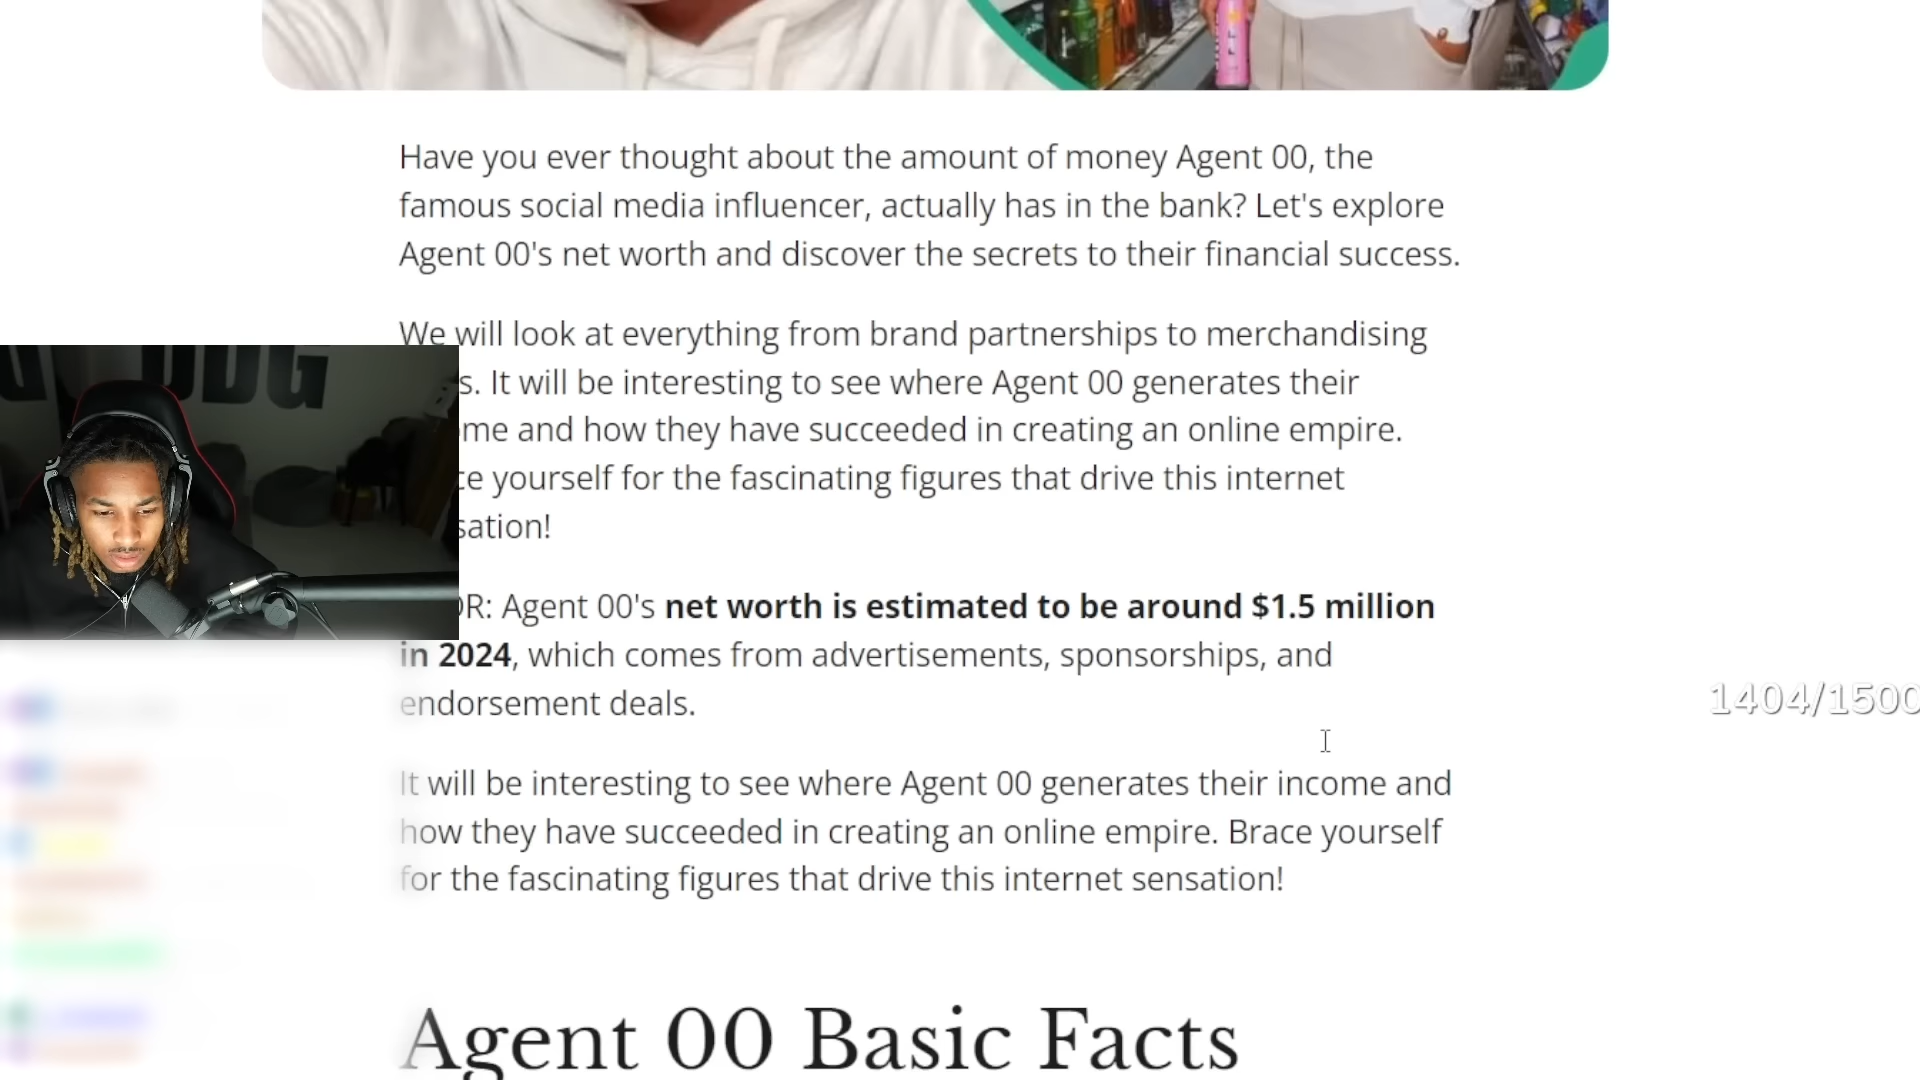 Have you ever thought about the amount of money Agent 00, the
famous social media influencer, actually has in the bank? Let's explore
Agent 00's net worth and discover the secrets to their financial success.
We will look at everything from brand partnerships to merchandising
s. It will be interesting to see where Agent 00 generates their
me and how they have succeeded in creating an online empire.
ce yourself for the fascinating figures that drive this internet
sation!
DDG
R: Agent 00's net worth is estimated to be around $1.5 million
in 2024, which comes from advertisements, sponsorships, and
endorsement deals.
1404/1500
It will be interesting to see where Agent 00 generates their income and
how they have succeeded in creating an online empire. Brace yourself
for the fascinating figures that drive this internet sensation!
Agent 00 Basic Facts